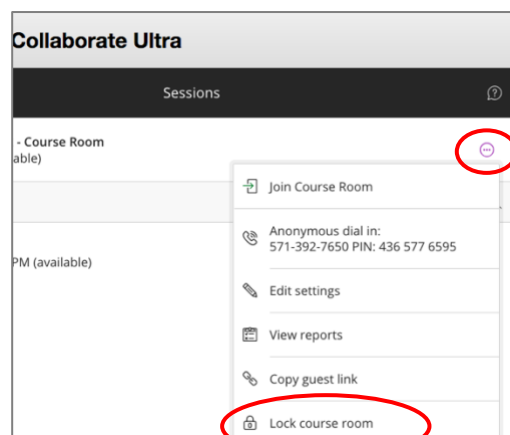 Collaborate Ultra
Sessions
- Course Room
able)
Join Course Room
Anonymous dial in:
571-392-7650 PIN: 436 577 6595
PM (available)
Edit settings
View reports
Copy guest link
Lock course room